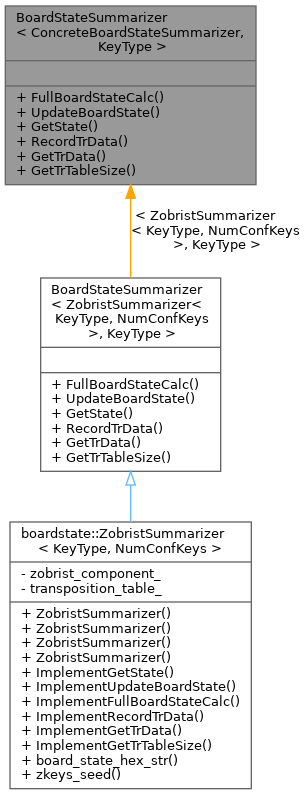 BoardStateSummarizer
< ConcreteBoardStateSummarizer,
KeyType >
+ FullBoardStateCalc()
+ UpdateBoardState()
+ GetState()
+ RecordTrData()
+ GetTrData()
+ GetTrTableSize()
< ZobristSummarizer
< KeyType, NumConfKeys
>, KeyType >
BoardStateSummarizer
< ZobristSummarizer<
KeyType, NumConfKeys
>, KeyType >
+ FullBoardStateCalc()
+ UpdateBoardState()
+ GetState()
+ RecordTrData()
+ GetTrData()
+ GetTrTableSize()
boardstate::ZobristSummarizer
< KeyType, NumConfKeys >
- zobrist_component_
- transposition_table_
+ ZobristSummarizer()
+ ZobristSummarizer()
+ ZobristSummarizer()
+ ZobristSummarizer()
+ ImplementGetState()
+ ImplementUpdateBoardState()
+ ImplementFullBoardStateCalc()
+ ImplementRecordTrData()
+ ImplementGetTrData()
+ ImplementGetTrTableSize()
+ board_state_hex_str()
+ zkeys_seed()